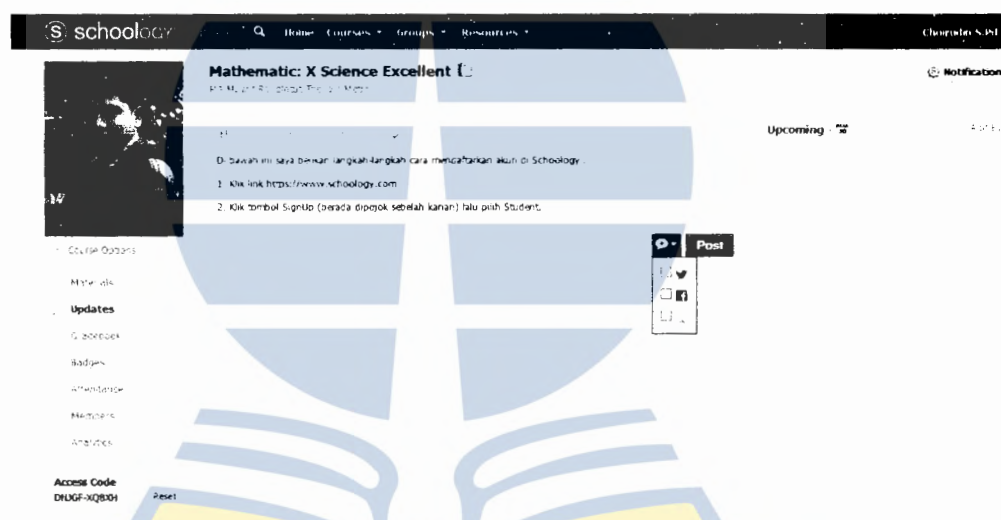 schoology
Home Courses Groups Resources
Choirudin S.Pd
Mathematic: X Science Excellent
Notification
Upcoming
Di bawah ini saya berikan langkah-langkah cara mendaftarkan akun di Schoology.
1. Klik link https://www.schoology.com
2. Klik tombol SignUp (berada dipojok sebelah kanan) lalu pilih Student.
Post
Course Options
Materials
Updates
Gradebook
Badges
Attendance
Members
Analytics
Access Code
Reset